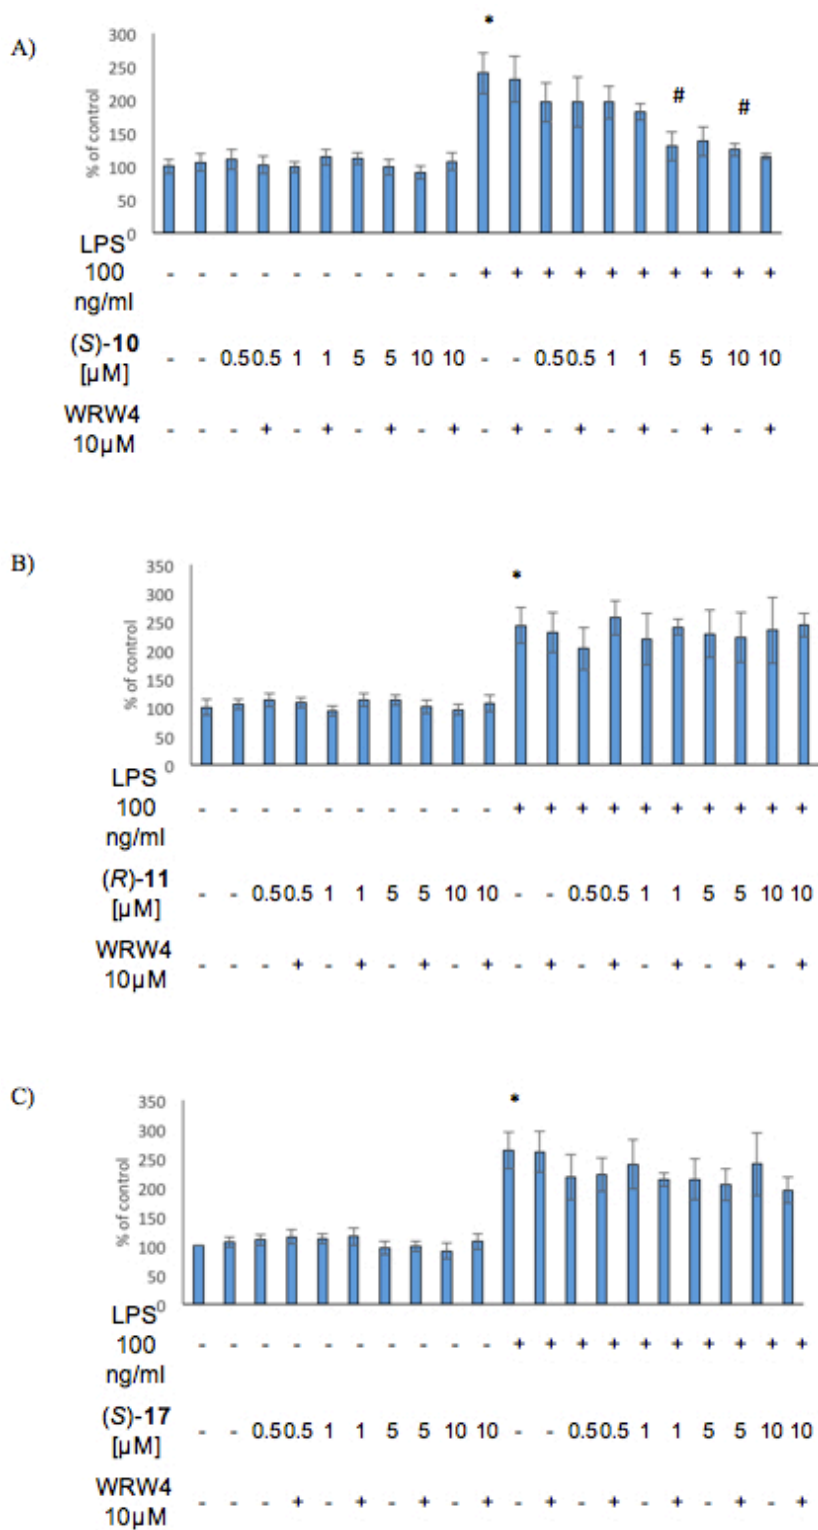 A)
*
#
#
% of control
300
250
200
150
100
50
0
LPS
100
ng/ml
- - - - - - - - - - + + + + + + + + + +
(S)-10
[µM]
- - 0.5 0.5 1 1 5 5 10 10 - - 0.5 0.5 1 1 5 5 10 10
WRW4
10µM
- - - + - + - + - + - + - + - + - + - +
B)
*
% of control
350
300
250
200
150
100
50
0
LPS
100
ng/ml
- - - - - - - - - - + + + + + + + + + +
(R)-11
[µM]
- - 0.5 0.5 1 1 5 5 10 10 - - 0.5 0.5 1 1 5 5 10 10
WRW4
10µM
- - - + - + - + - + - + - + - + - + - +
C)
*
% of control
350
300
250
200
150
100
50
0
LPS
100
ng/ml
- - - - - - - - - - + + + + + + + + + +
(S)-17
[µM]
- - 0.5 0.5 1 1 5 5 10 10 - - 0.5 0.5 1 1 5 5 10 10
WRW4
10µM
- - - + - + - + - + - + - + - + - + - +